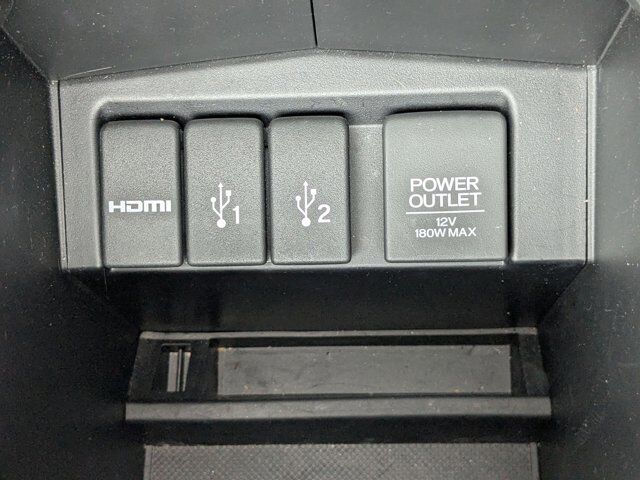 HDMI
1
2
POWER
OUTLET
12V
180W MAX